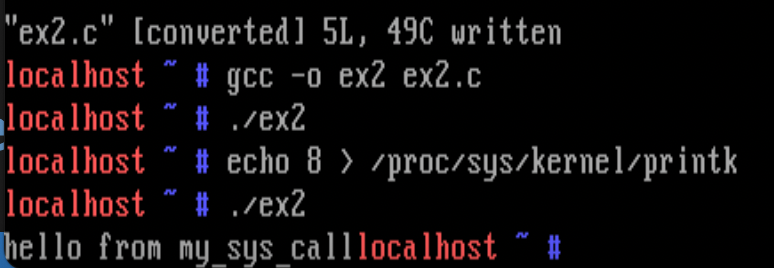 "ex2.c" [converted] 5L, 49C written
localhost ~ # gcc -o ex2 ex2.c
localhost ~ # ./ex2
localhost ~ # echo 8 > /proc/sys/kernel/printk
localhost ~ # ./ex2
hello from my_sys_calllocalhost ~ #